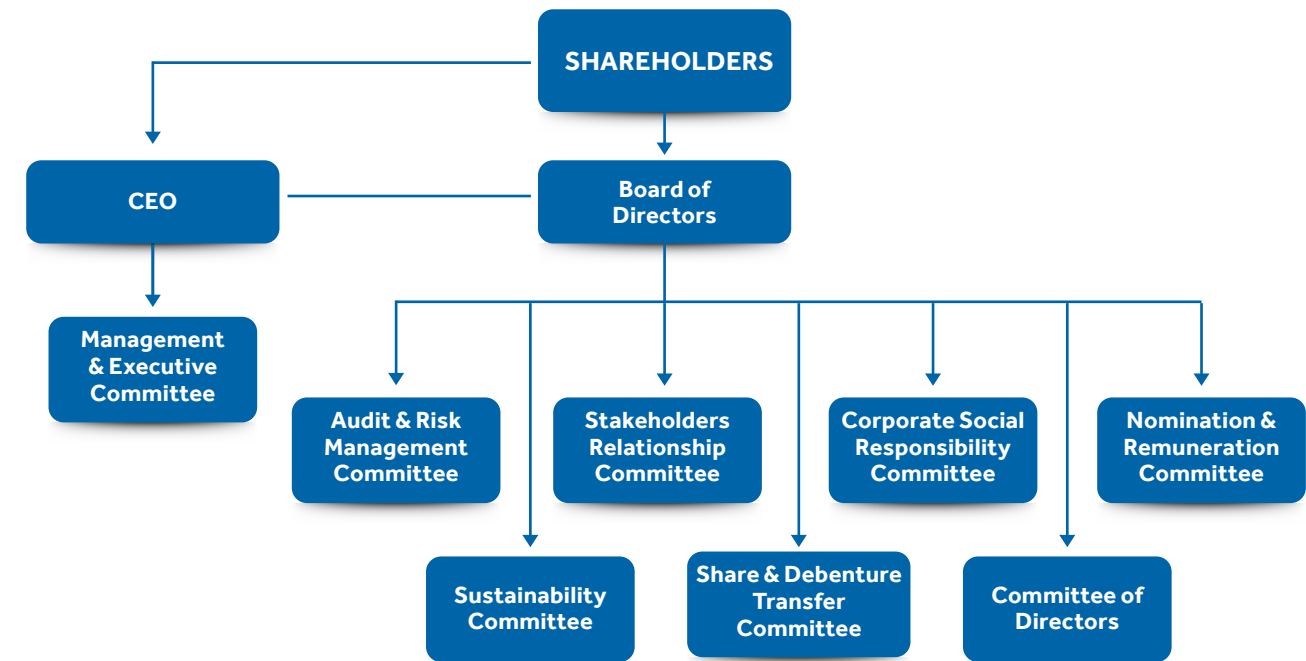 SHAREHOLDERS
CEO
Board of
Directors
Management
& Executive
Committee
Audit & Risk
Management
Committee
Stakeholders
Relationship
Committee
Corporate Social
Responsibility
Committee
Nomination &
Remuneration
Committee
Sustainability
Committee
Share & Debenture
Transfer
Committee
Committee of
Directors